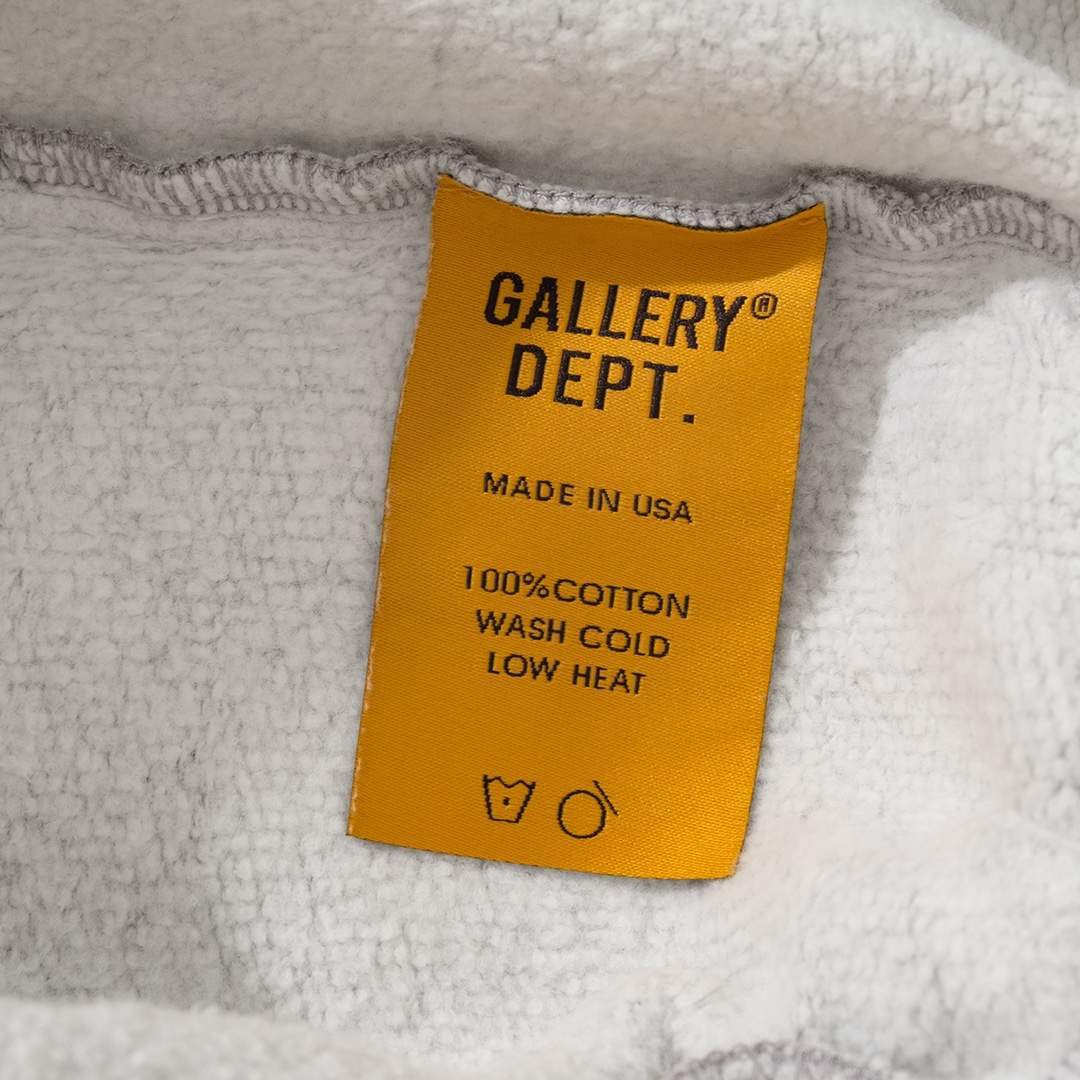 GALLERY®
DEPT.
MADE IN USA
100%COTTON
WASH COLD
LOW HEAT